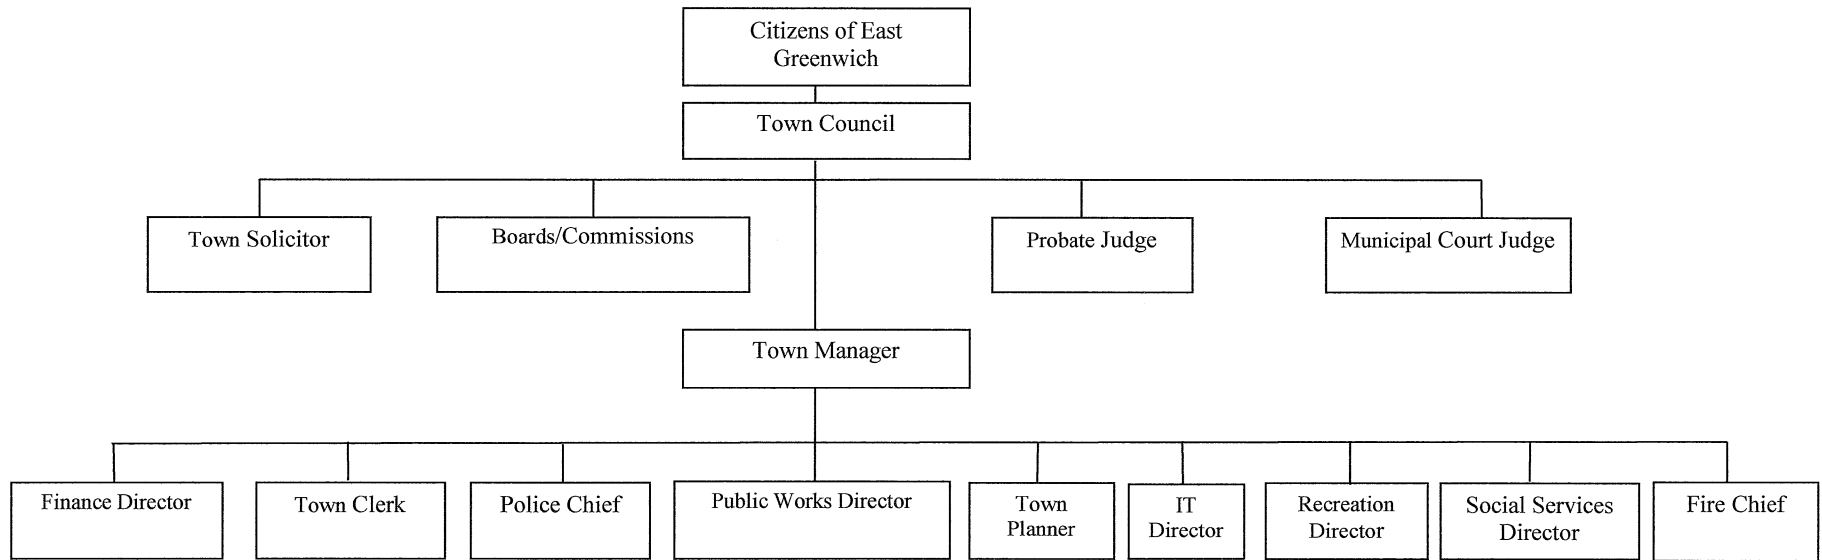 Citizens of East
Greenwich
Town Council
Town Solicitor
Boards/Commissions
Probate Judge
Municipal Court Judge
Town Manager
Finance Director
Town Clerk
Police Chief
Public Works Director
Town
Planner
IT
Director
Recreation
Director
Social Services
Director
Fire Chief